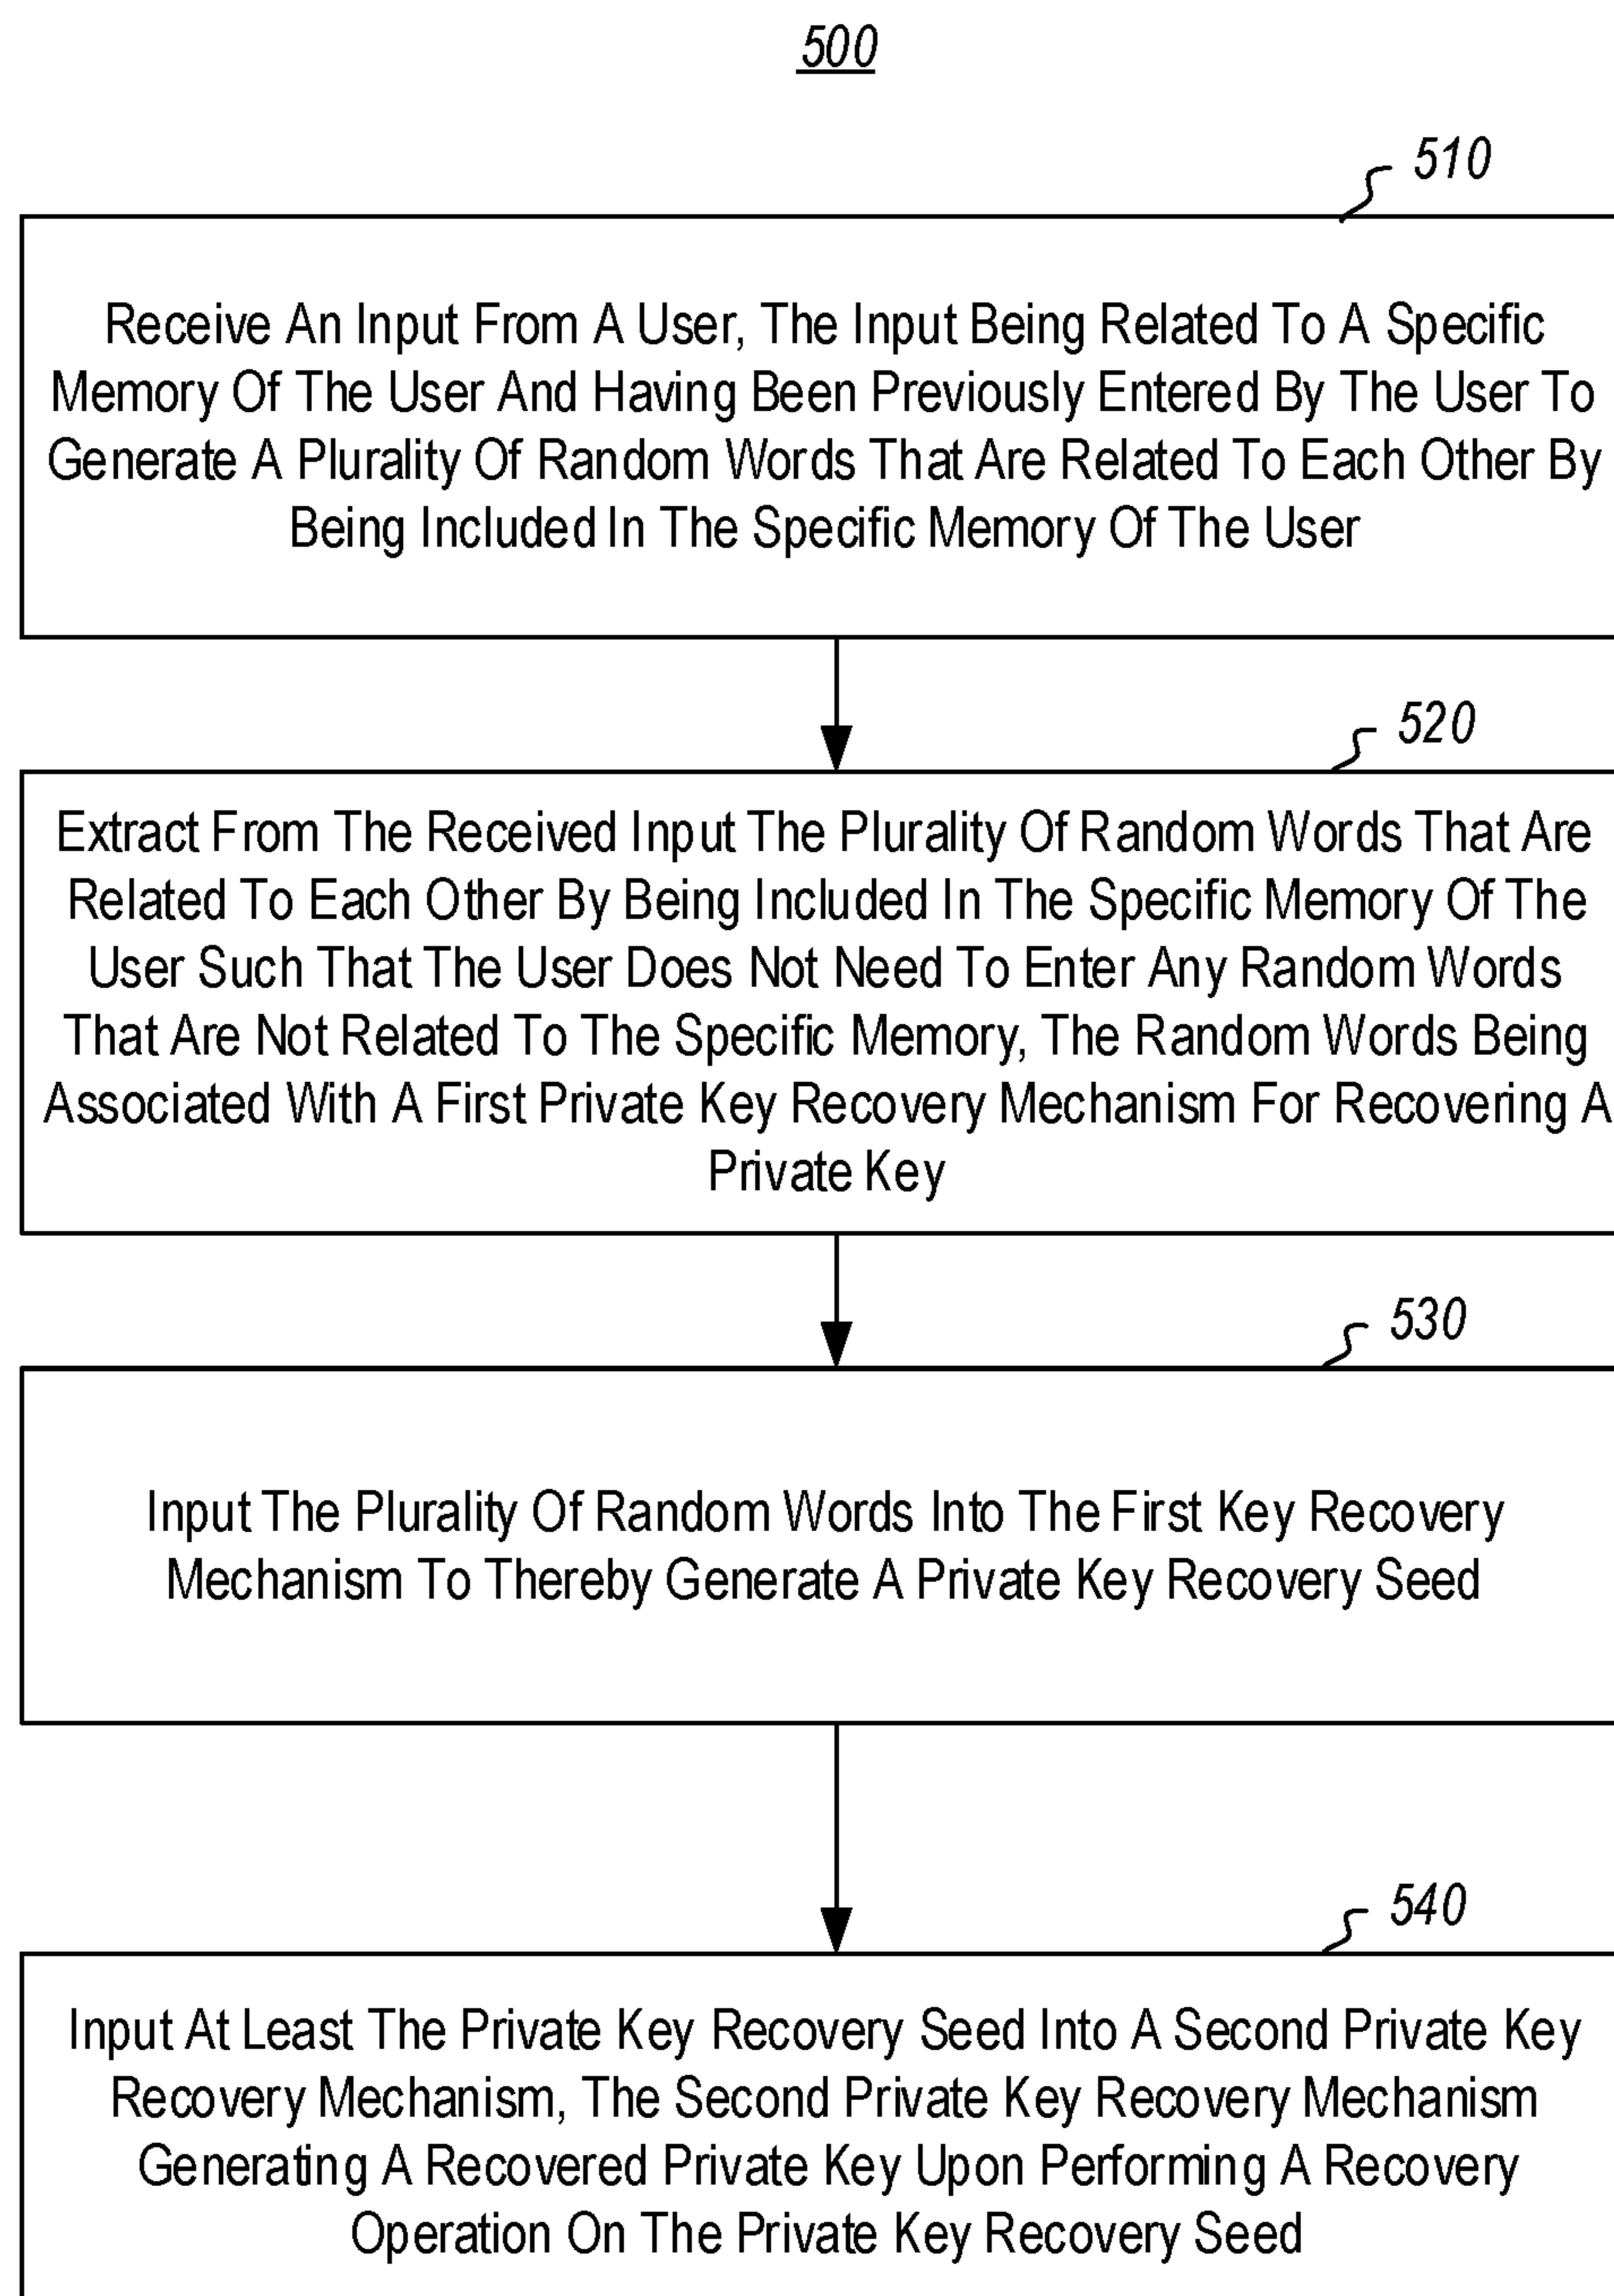 500
510
Receive An Input From A User, The Input Being Related To A Specific
Memory Of The User And Having Been Previously Entered By The User To
Generate A Plurality Of Random Words That Are Related To Each Other By
Being Included In The Specific Memory Of The User
520
Extract From The Received Input The Plurality Of Random Words That Are
Related To Each Other By Being Included In The Specific Memory Of The
User Such That The User Does Not Need To Enter Any Random Words
That Are Not Related To The Specific Memory, The Random Words Being
Associated With A First Private Key Recovery Mechanism For Recovering A
Private Key
530
Input The Plurality Of Random Words Into The First Key Recovery
Mechanism To Thereby Generate A Private Key Recovery Seed
540
Input At Least The Private Key Recovery Seed Into A Second Private Key
Recovery Mechanism, The Second Private Key Recovery Mechanism
Generating A Recovered Private Key Upon Performing A Recovery
Operation On The Private Key Recovery Seed